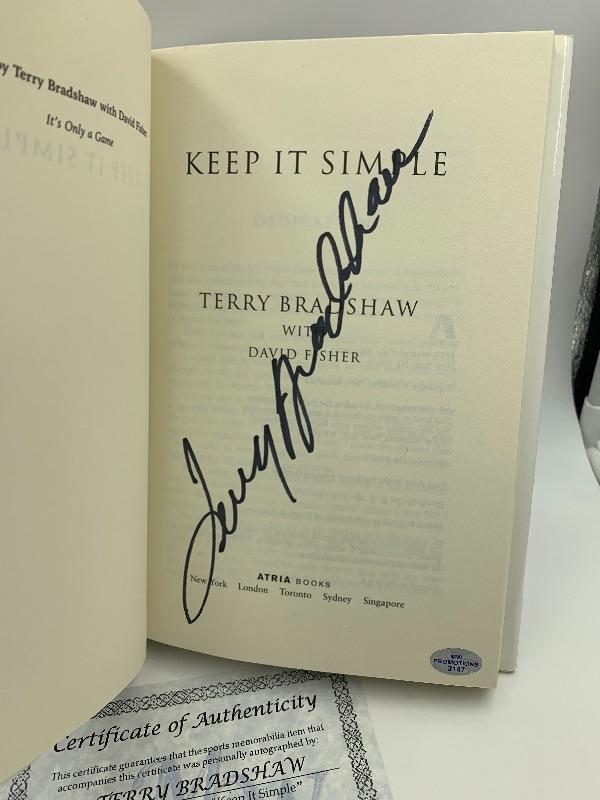 by Terry Bradshaw with David Fisher
It's Only a Game
KEEP IT SIMPLE
TERRY BRADSHAW
WITH
DAVID FISHER
Terry Bradshaw
ATRIA BOOKS
New York London Toronto Sydney Singapore
MW
PROMOTIONS
3147
Certificate of Authenticity
This certificate guarantees that the sports memorabilia item that
accompanies this certificate was personally autographed by:
TERRY BRADSHAW
"Keep It Simple"